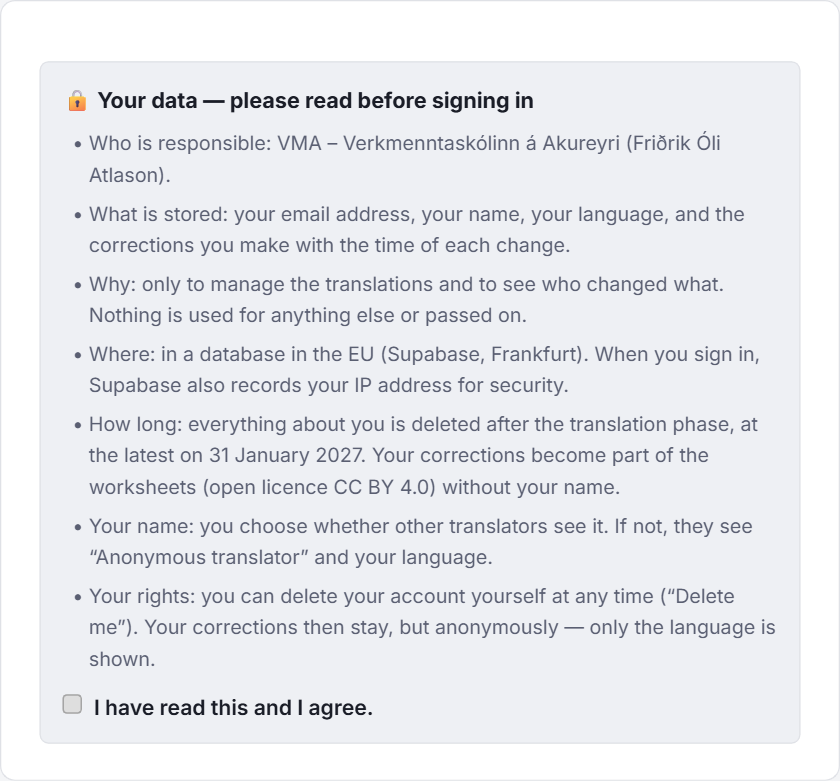 🔒 Your data — please read before signing in
• Who is responsible: VMA – Verkmenntaskólinn á Akureyri (Friðrik Óli
Atlason).
• What is stored: your email address, your name, your language, and the
corrections you make with the time of each change.
• Why: only to manage the translations and to see who changed what.
Nothing is used for anything else or passed on.
• Where: in a database in the EU (Supabase, Frankfurt). When you sign in,
Supabase also records your IP address for security.
• How long: everything about you is deleted after the translation phase, at
the latest on 31 January 2027. Your corrections become part of the
worksheets (open licence CC BY 4.0) without your name.
• Your name: you choose whether other translators see it. If not, they see
“Anonymous translator” and your language.
• Your rights: you can delete your account yourself at any time (“Delete
me”). Your corrections then stay, but anonymously — only the language is
shown.
I have read this and I agree.